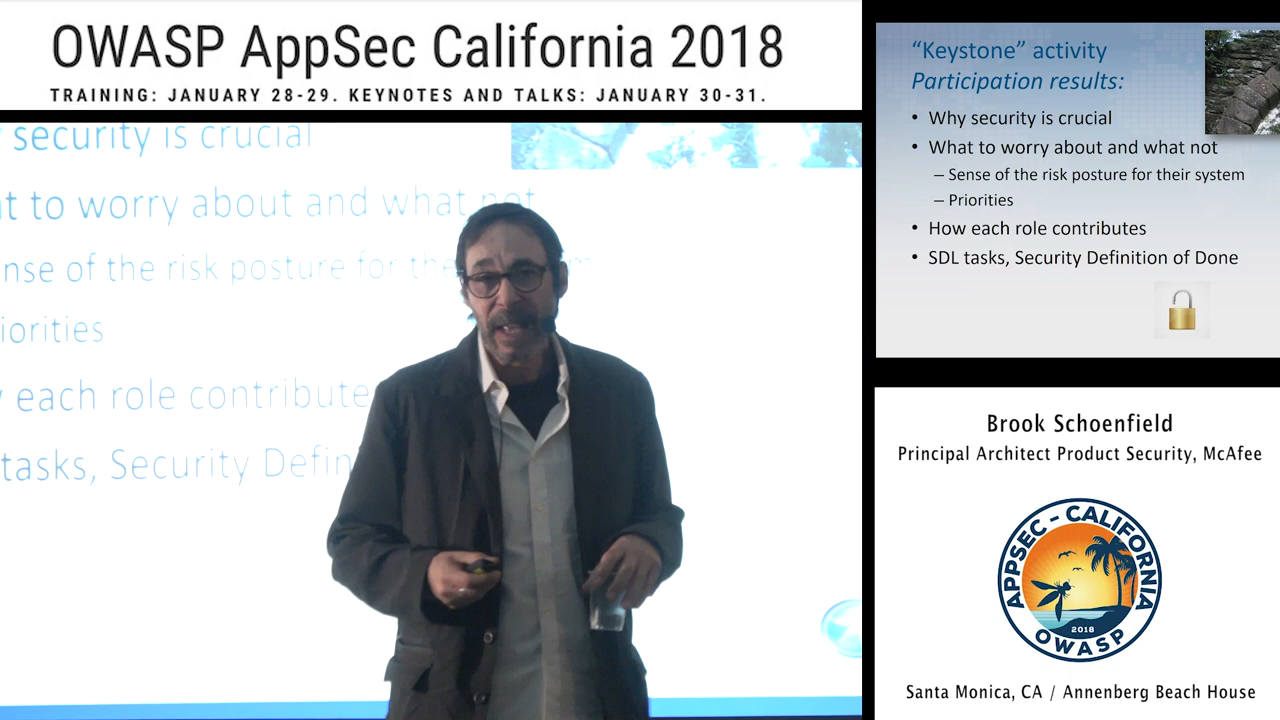 OWASP AppSec California 2018
TRAINING: JANUARY 28-29. KEYNOTES AND TALKS: JANUARY 30-31.
security is crucial
to worry about and what not
of the risk posture for the
each role contribute
tasks, Security Defin
“Keystone” activity
Participation results:
• Why security is crucial
• What to worry about and what not
– Sense of the risk posture for their system
– Priorities
• How each role contributes
• SDL tasks, Security Definition of Done
Brook Schoenfield
Principal Architect Product Security, McAfee
APPSEC - CALIFORNIA
2018
OWASP
Santa Monica, CA / Annenberg Beach House